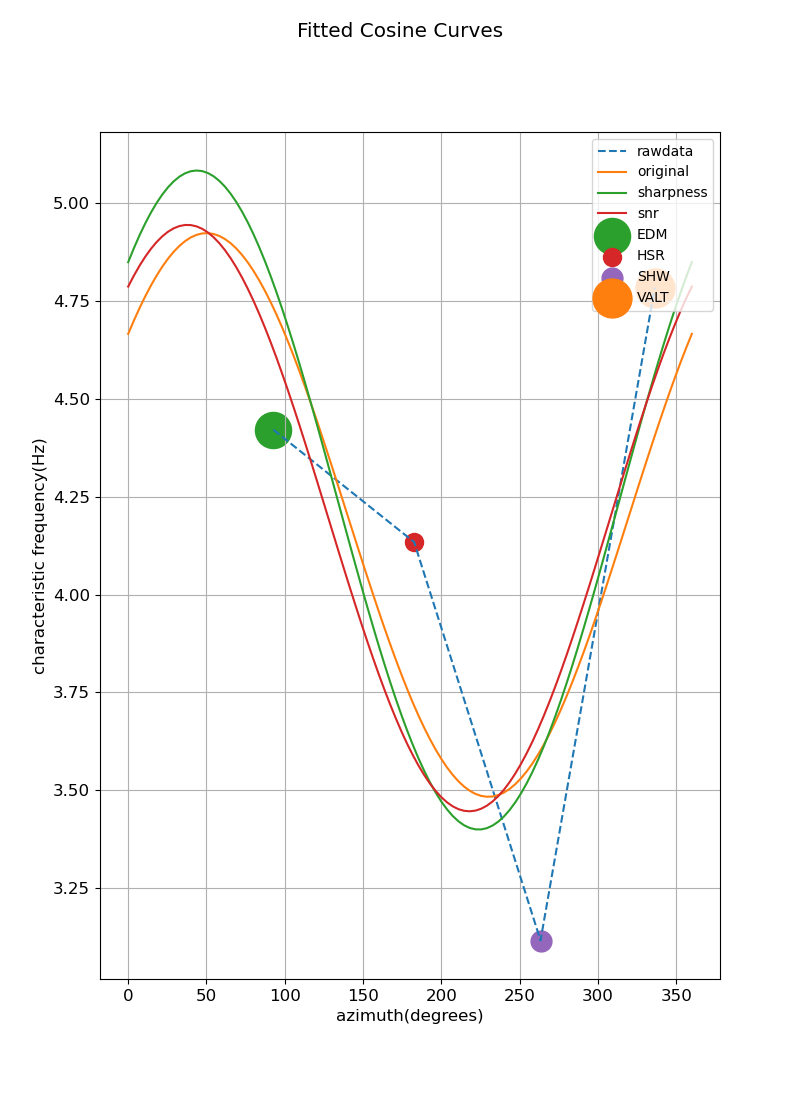 Fitted Cosine Curves
rawdata
original
sharpness
snr
EDM
HSR
SHW
VALT
5.00
4.75
4.50
4.25
4.00
3.75
3.50
3.25
characteristic frequency(Hz)
0 50 100 150 200 250 300 350
azimuth(degrees)